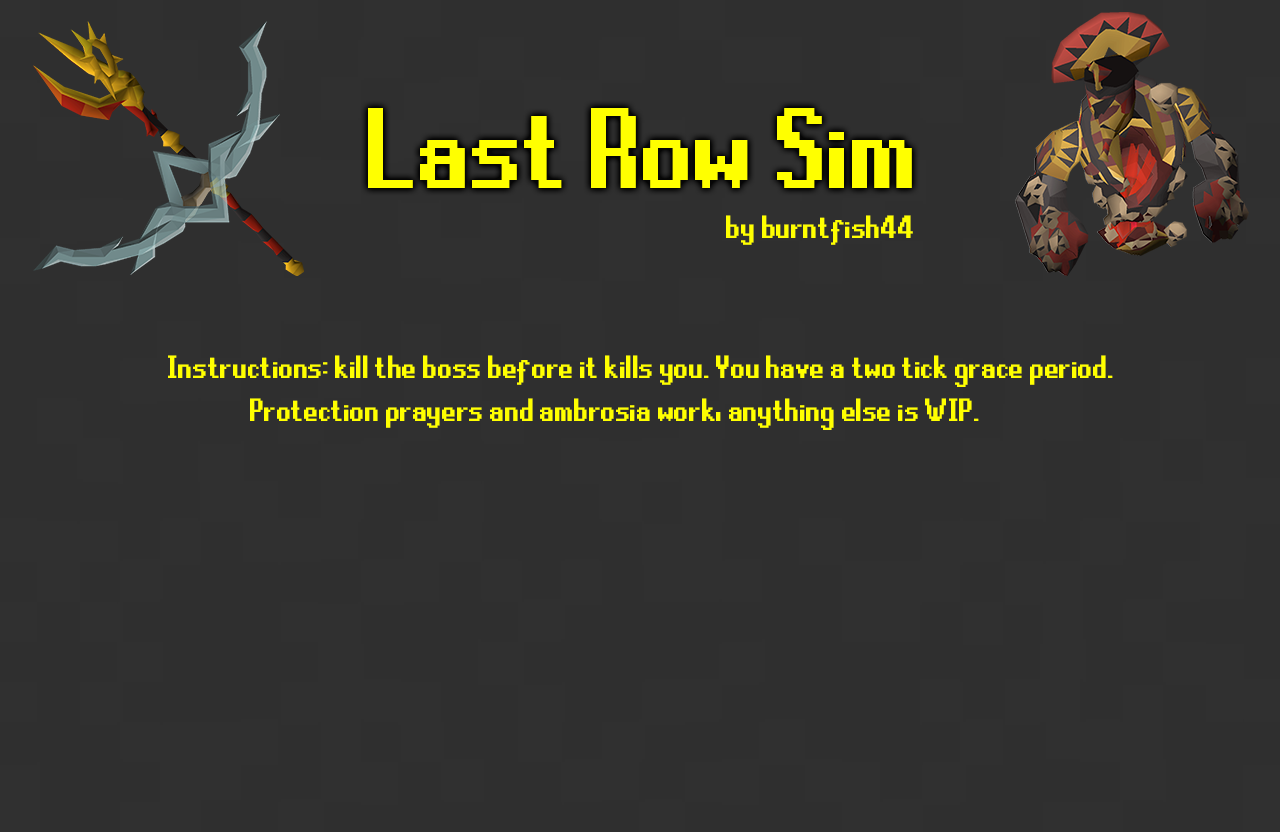 Last Row Sim
by burntfish44
Instructions: kill the boss before it kills you. You have a two tick grace period.
Protection prayers and ambrosia work, anything else is WIP.